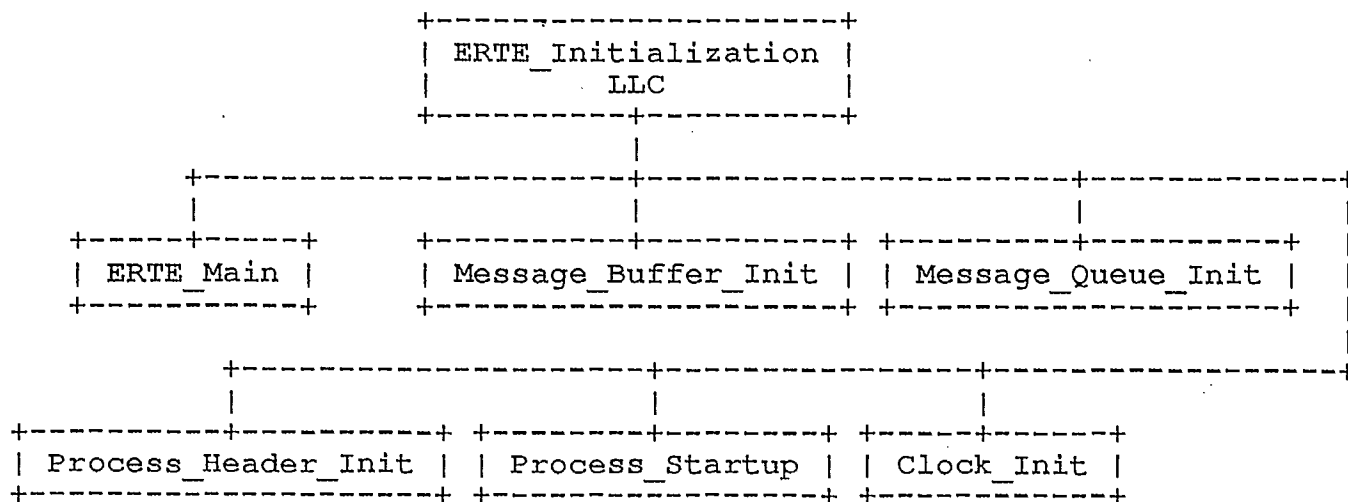 ERTE_Initialization
LLC
ERTE_Main Message_Buffer_Init Message_Queue_Init
Process_Header_Init Process_Startup Clock_Init